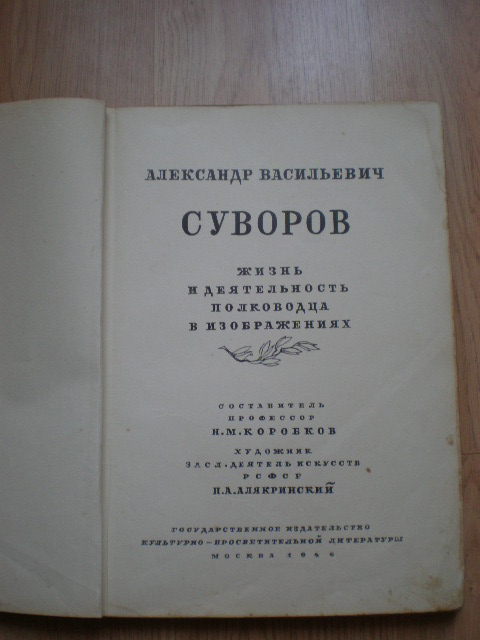 АЛЕКСАНДР ВАСИЛЬЕВИЧ
СУВОРОВ
ЖИЗНЬ
И ДЕЯТЕЛЬНОСТЬ
ПОЛКОВОДЦА
В ИЗОБРАЖЕНИЯХ
СОСТАВИТЕЛЬ
ПРОФЕССОР
Н.М.КОРОБКОВ
ХУДОЖНИК
ЗАСЛ.ДЕЯТЕЛЬ ИСКУССТВ
РСФСР
П.А.АЛЯКРИНСКИЙ
ГОСУДАРСТВЕННОЕ ИЗДАТЕЛЬСТВО
КУЛЬТУРНО-ПРОСВЕТИТЕЛЬНОЙ ЛИТЕРАТУРЫ
МОСКВА 1946